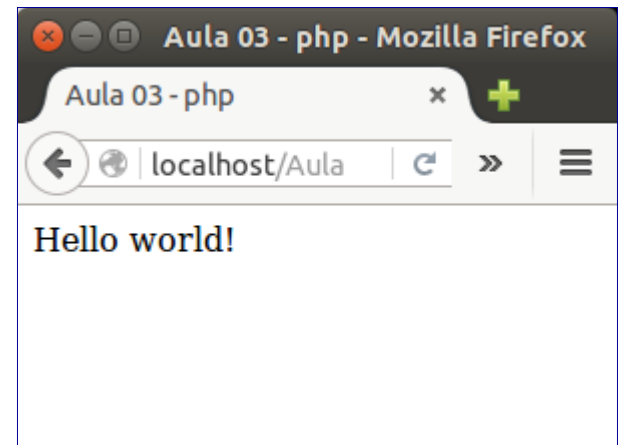 Aula 03 - php - Mozilla Firefox
Aula 03 - php
localhost/Aula
Hello world!